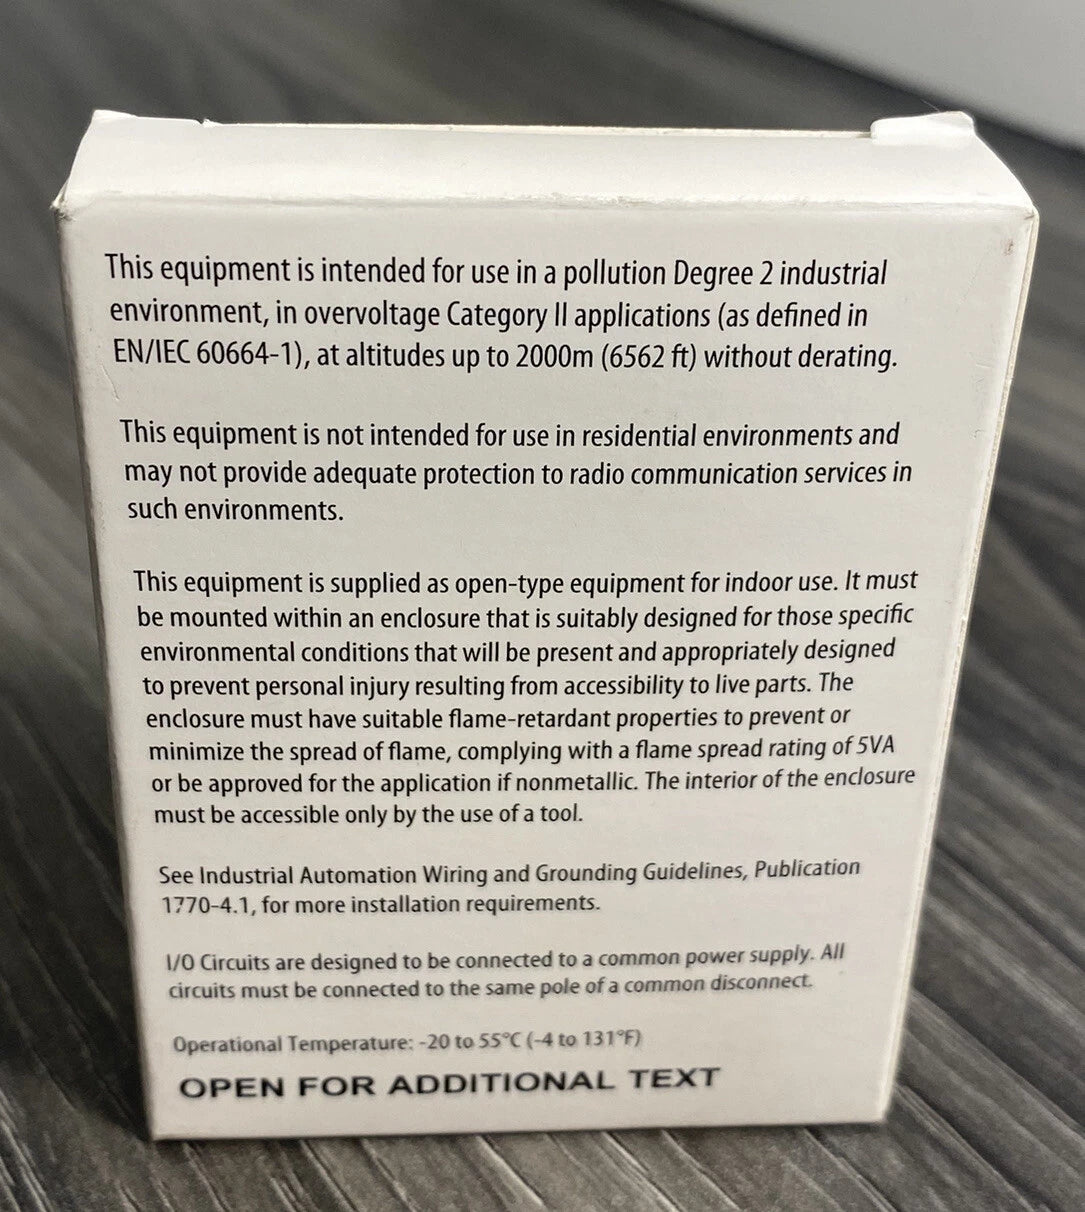 This equipment is intended for use in a pollution Degree 2 industrial
environment, in overvoltage Category II applications (as defined in
EN/IEC 60664-1), at altitudes up to 2000m (6562 ft) without derating.
This equipment is not intended for use in residential environments and
may not provide adequate protection to radio communication services in
such environments.
This equipment is supplied as open-type equipment for indoor use. It must
be mounted within an enclosure that is suitably designed for those specific
environmental conditions that will be present and appropriately designed
to prevent personal injury resulting from accessibility to live parts. The
enclosure must have suitable flame-retardant properties to prevent or
minimize the spread of flame, complying with a flame spread rating of 5VA
or be approved for the application if nonmetallic. The interior of the enclosure
must be accessible only by the use of a tool.
See Industrial Automation Wiring and Grounding Guidelines, Publication
1770-4.1, for more installation requirements.
I/O Circuits are designed to be connected to a common power supply. All
circuits must be connected to the same pole of a common disconnect.
Operational Temperature: -20 to 55°C (-4 to 131°F)
OPEN FOR ADDITIONAL TEXT